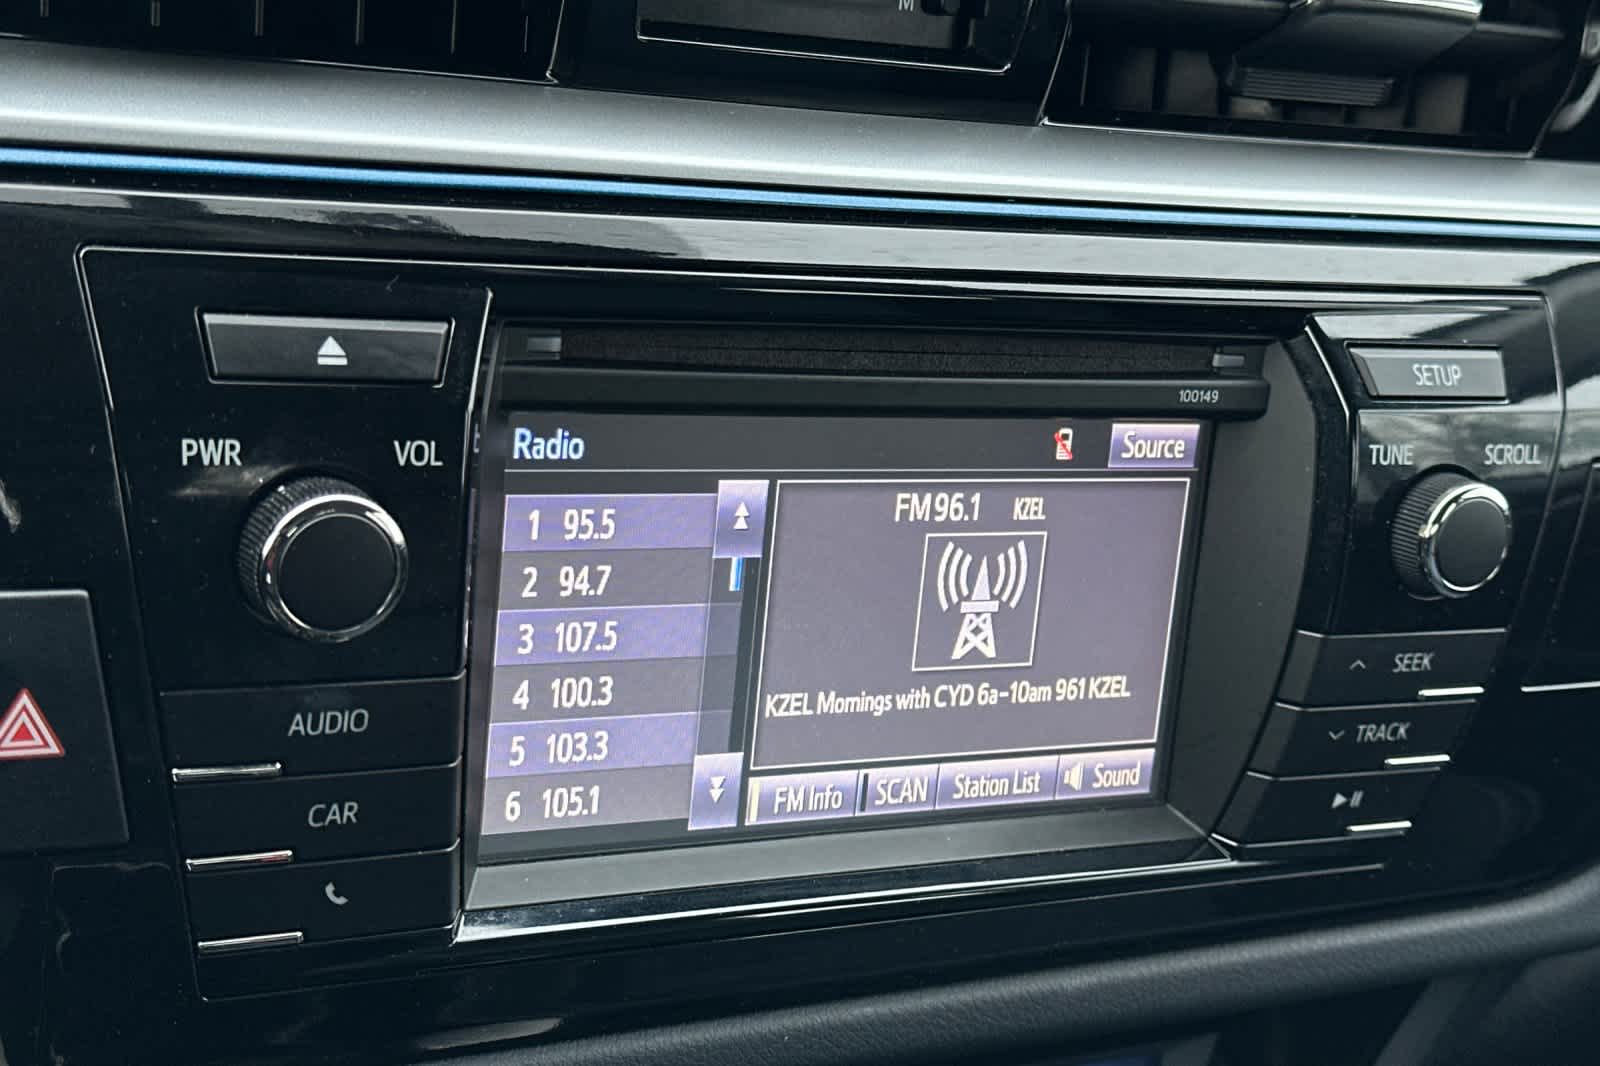 M
100149
SETUP
PWR VOL
TUNE SCROLL
Radio
Source
1 95.5
2 94.7
3 107.5
4 100.3
5 103.3
6 105.1
FM 96.1 KZEL
KZEL Mornings with CYD 6a-10am 961 KZEL
FM Info SCAN Station List Sound
AUDIO
CAR
SEEK
TRACK